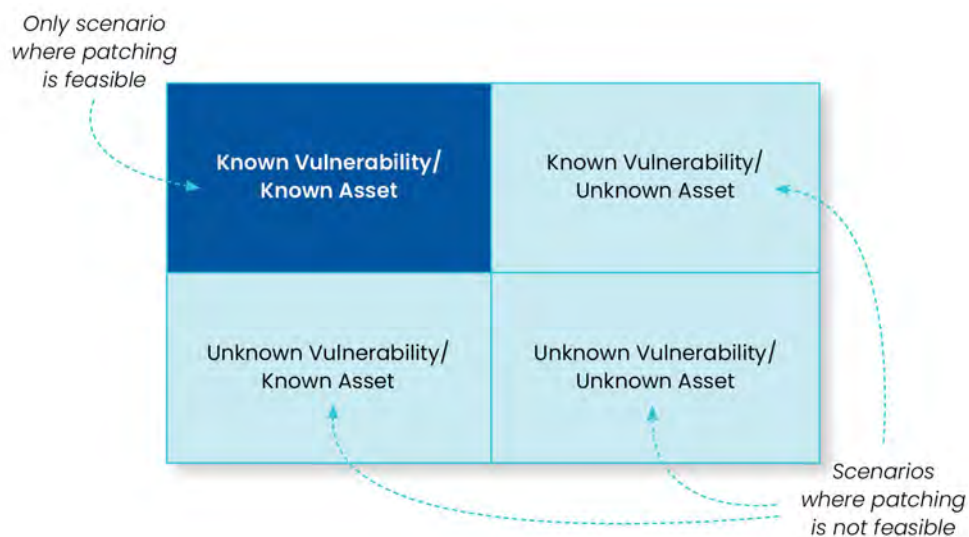 Only scenario
where patching
is feasible
Known Vulnerability/
Known Asset
Known Vulnerability/
Unknown Asset
Unknown Vulnerability/
Known Asset
Unknown Vulnerability/
Unknown Asset
Scenarios
where patching
is not feasible